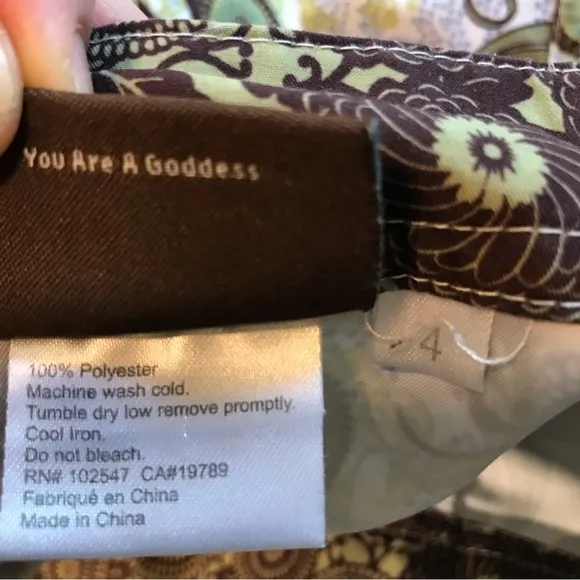 You Are A Goddess
4
100% Polyester
Machine wash cold.
Tumble dry low remove promptly.
Cool Iron.
Do not bleach.
RN# 102547 CA#19789
Fabriqué en China
Made in China